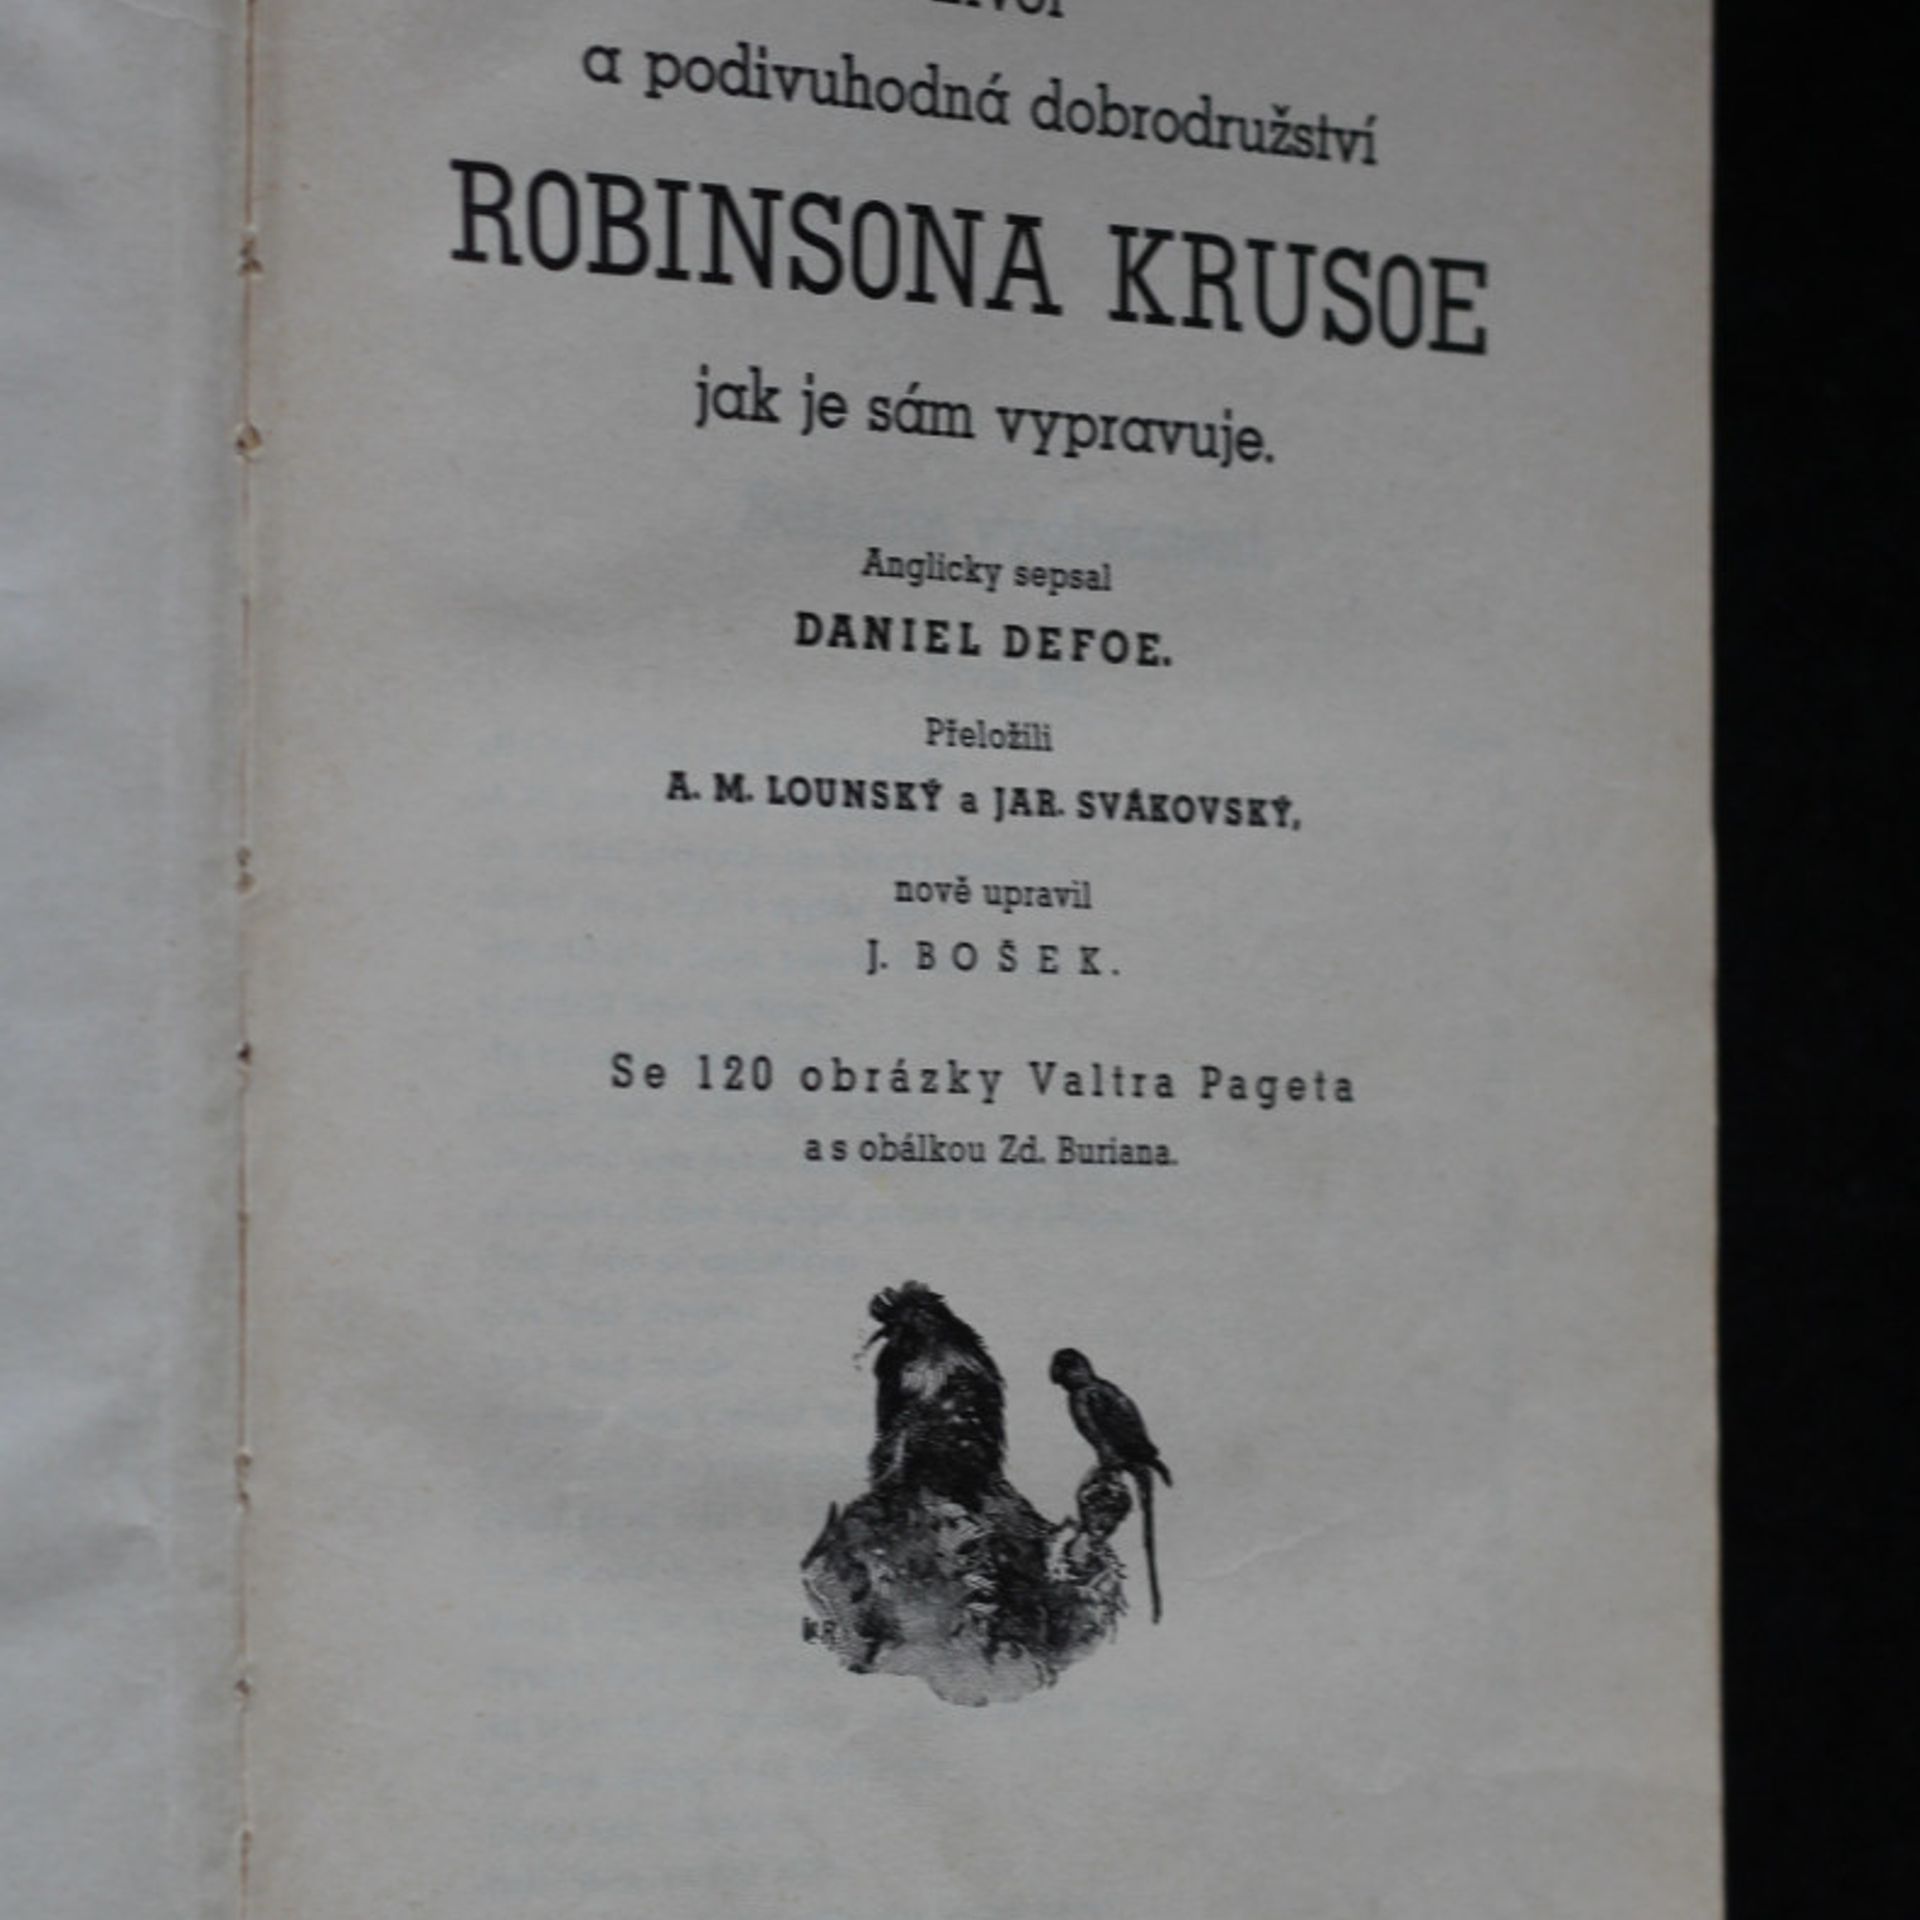 a podivuhodná dobrodružství
ROBINSONA KRUSOE
jak je sám vypravuje.
Anglicky sepsal
DANIEL DEFOE.
Přeložili
A. M. LOUNSKÝ a JAR. SVÁKOVSKÝ,
nově upravil
J. BOŠEK.
Se 120 obrázky Valtra Pageta
a s obálkou Zd. Buriana.